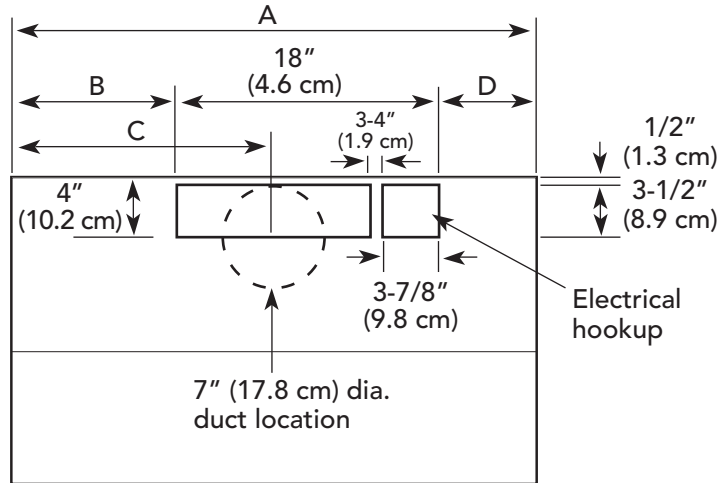 A
18"
(4.6 cm)
B
D
C
3-4"
(1.9 cm)
1/2"
(1.3 cm)
4"
(10.2 cm)
3-1/2"
(8.9 cm)
3-7/8"
(9.8 cm)
Electrical
hookup
7" (17.8 cm) dia.
duct location